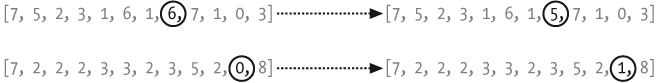 [7, 5, 2, 3, 1, 6, 1, 6, 7, 1, 0, 3] [7, 5, 2, 3, 1, 6, 1, 5, 7, 1, 0, 3]
[7, 2, 2, 2, 3, 3, 2, 3, 5, 2, 0, 8] [7, 2, 2, 2, 3, 3, 2, 3, 5, 2, 1, 8]